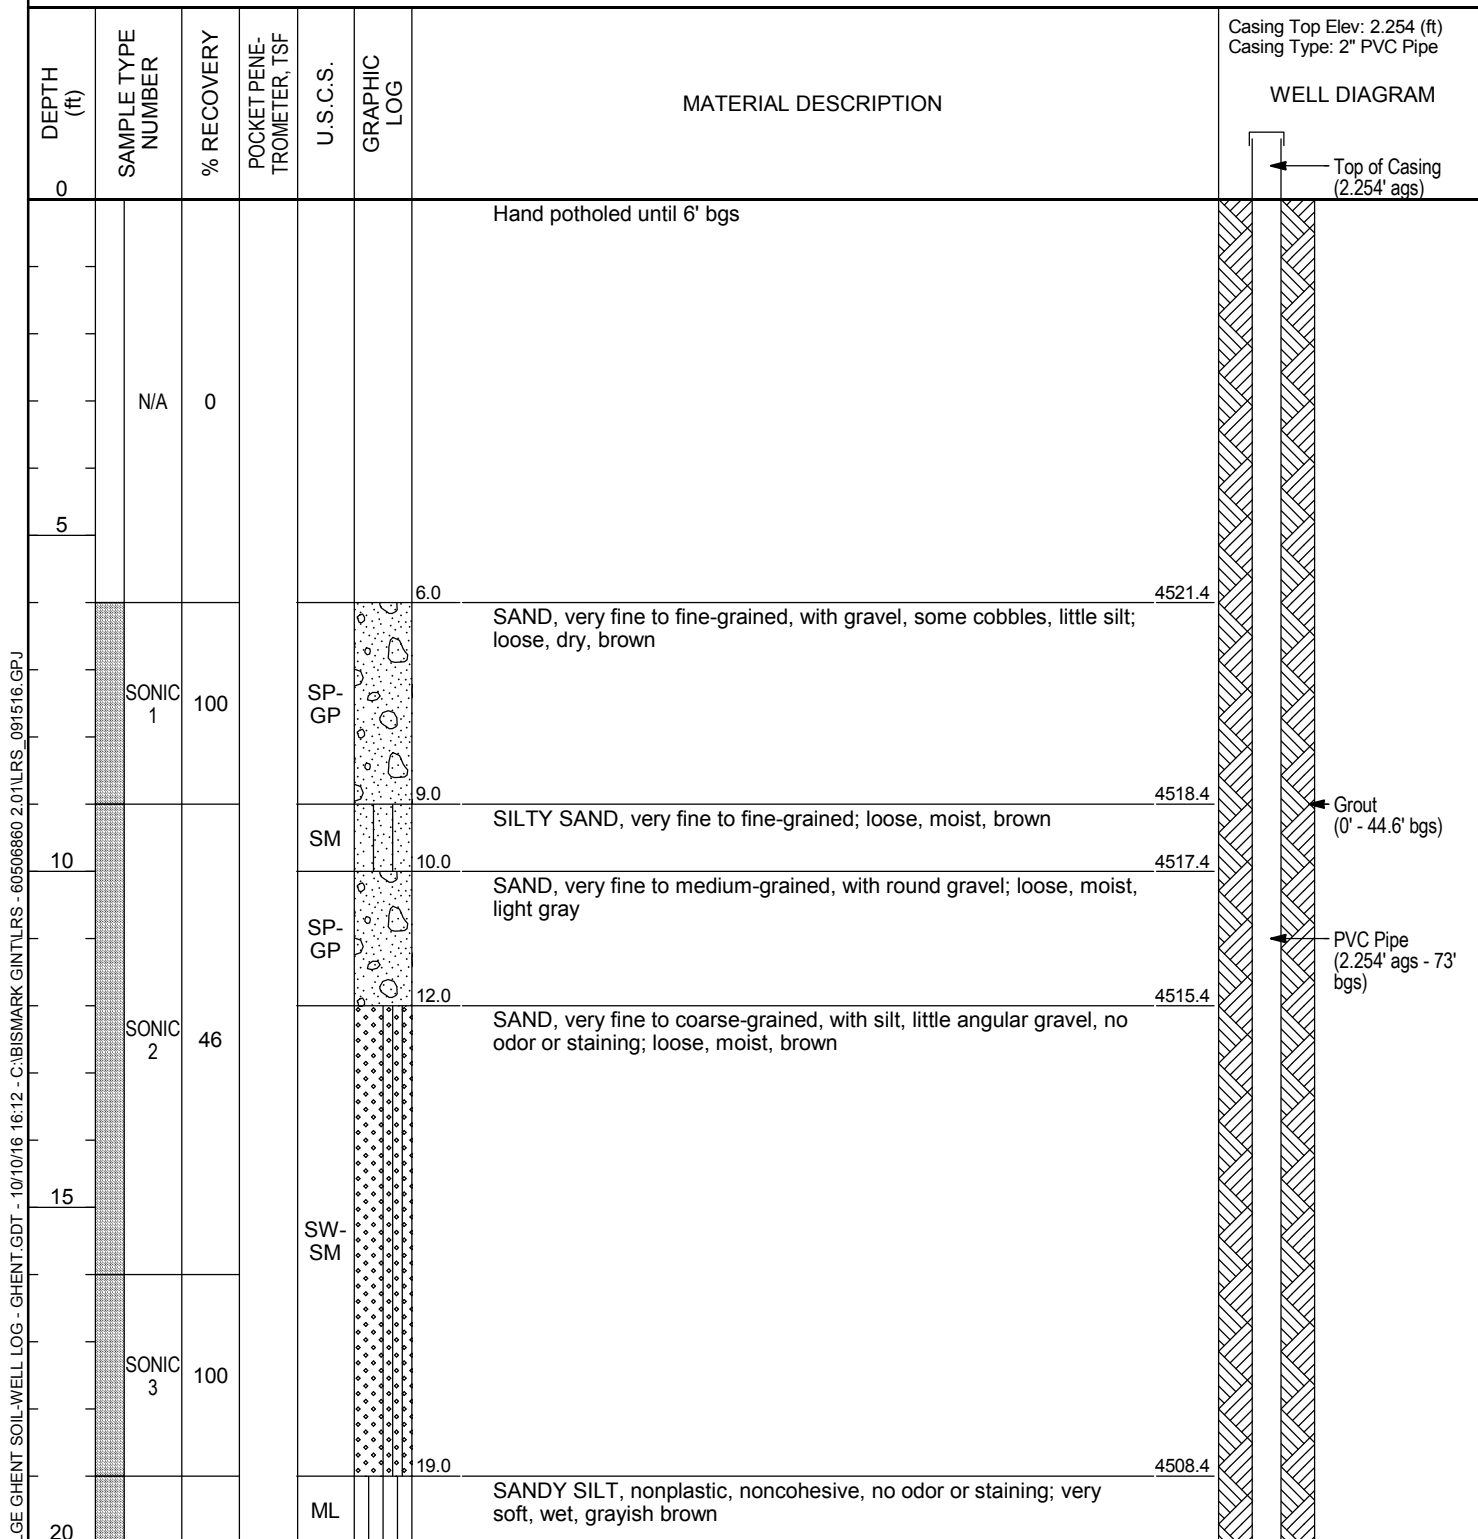 Casing Top Elev: 2.254 (ft)
Casing Type: 2" PVC Pipe
DEPTH
(ft)
SAMPLE TYPE
NUMBER
% RECOVERY
POCKET PENE-
TROMETER, TSF
U.S.C.S.
GRAPHIC
LOG
MATERIAL DESCRIPTION
WELL DIAGRAM
Top of Casing
(2.254' ags)
0
Hand potholed until 6' bgs
N/A
0
5
6.0
4521.4
SAND, very fine to fine-grained, with gravel, some cobbles, little silt;
loose, dry, brown
SONIC
1
100
SP-
GP
9.0
4518.4
SILTY SAND, very fine to fine-grained; loose, moist, brown
SM
Grout
(0' - 44.6' bgs)
10
10.0
4517.4
SAND, very fine to medium-grained, with round gravel; loose, moist,
light gray
SP-
GP
PVC Pipe
(2.254' ags - 73'
bgs)
12.0
4515.4
SAND, very fine to coarse-grained, with silt, little angular gravel, no
odor or staining; loose, moist, brown
SONIC
2
46
15
SW-
SM
SONIC
3
100
19.0
4508.4
SANDY SILT, nonplastic, noncohesive, no odor or staining; very
soft, wet, grayish brown
ML
20
LGE GHENT SOIL-WELL LOG - GHENT.GDT - 10/10/16 16:12 - C:\BISMARK GINT\LRS - 60506860 2.01\LRS_091516.GPJ